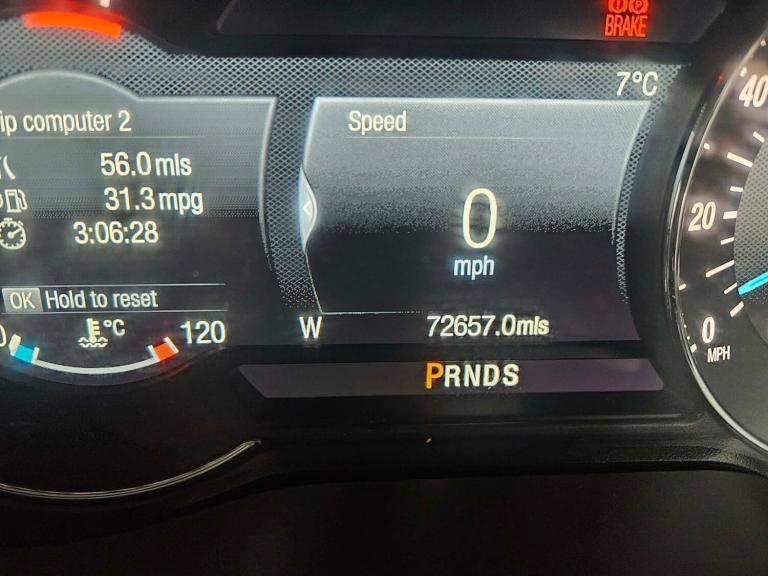 BRAKE
7°C
ip computer 2
Speed
56.0 mls
31.3 mpg
3:06:28
0
mph
OK Hold to reset
0 °C 120
W 72657.0mls
PRNDS
40
20
0
MPH